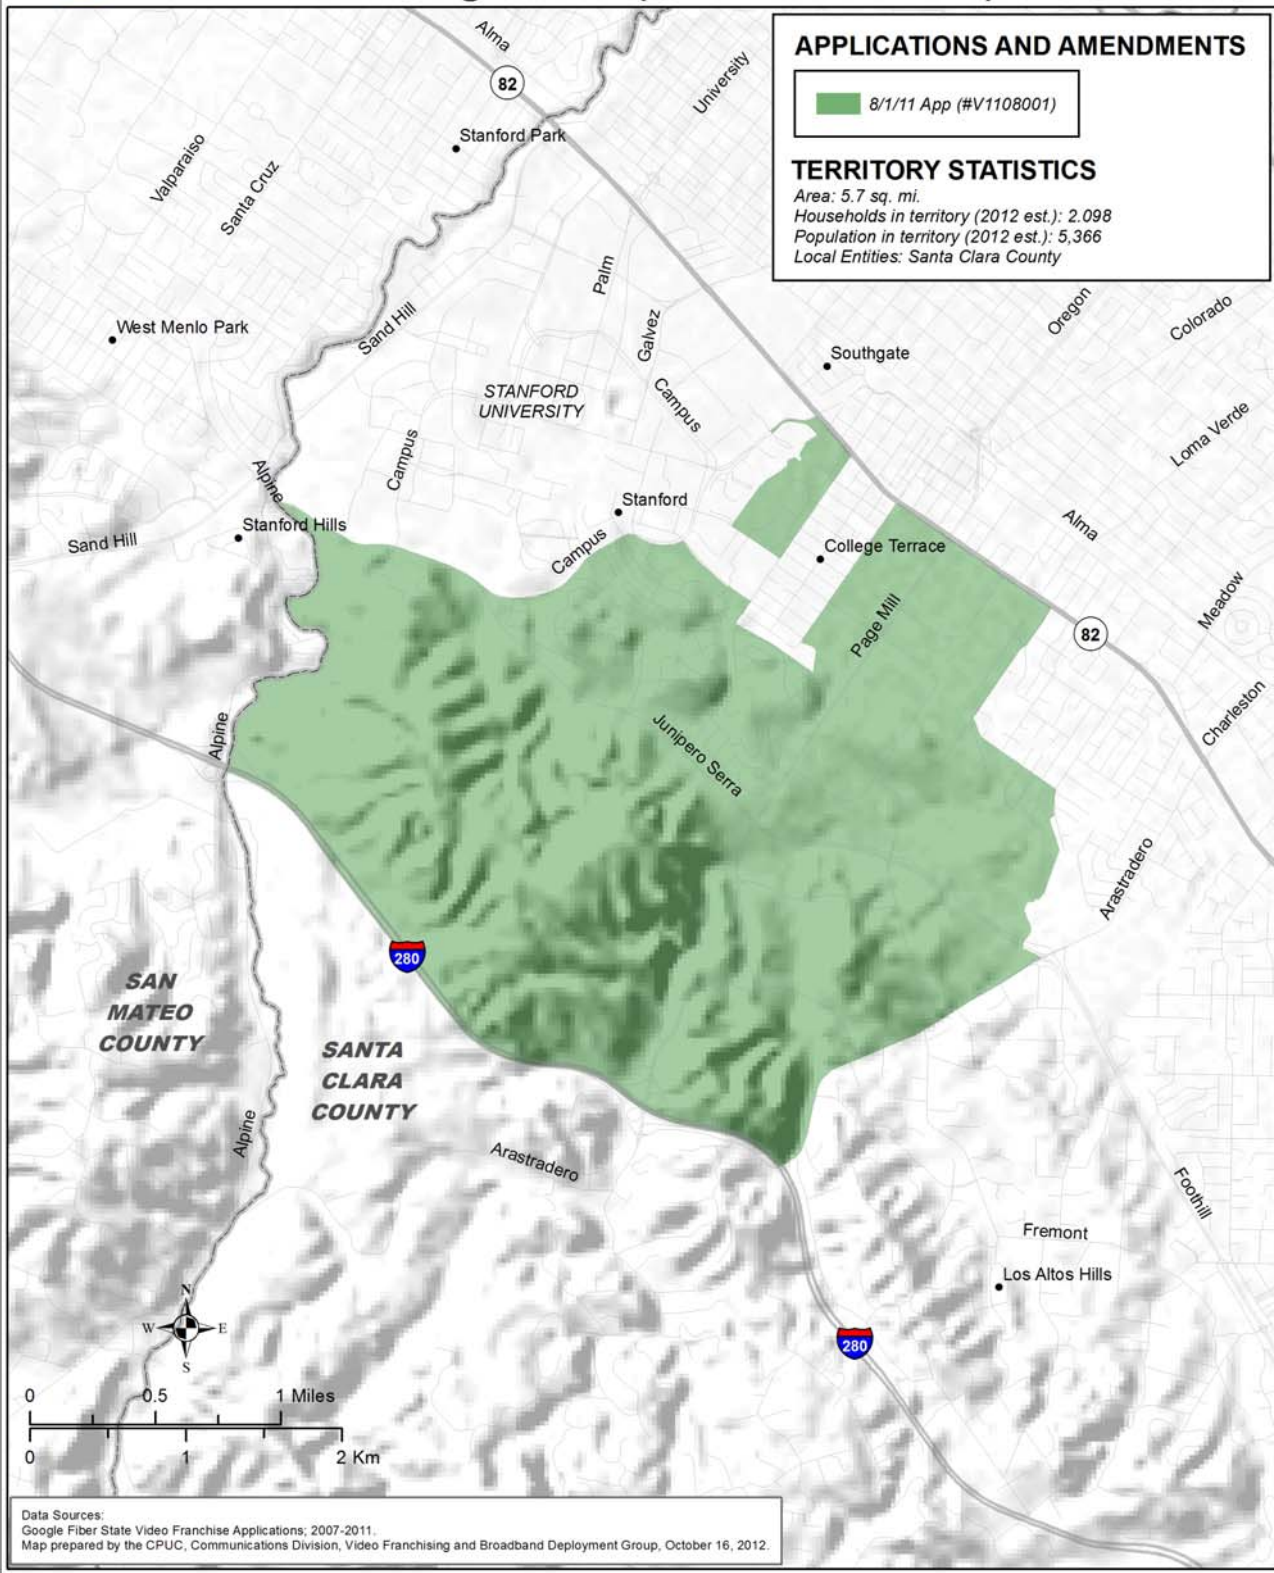 Alma
82
University
Stanford Park
Valparaiso
Santa Cruz
APPLICATIONS AND AMENDMENTS
8/1/11 App (#V1108001)
TERRITORY STATISTICS
Area: 5.7 sq. mi.
Households in territory (2012 est.): 2.098
Population in territory (2012 est.): 5,366
Local Entities: Santa Clara County
Palm
Galvez
Sand Hill
West Menlo Park
Oregon
Colorado
Southgate
STANFORD
UNIVERSITY
Campus
Campus
Loma Verde
Alpine
Stanford
Stanford Hills
Sand Hill
Campus
College Terrace
Alma
Meadow
Page Mill
82
Charleston
Alpine
Junipero Serra
Arastradero
280
SAN
MATEO
COUNTY
SANTA
CLARA
COUNTY
Alpine
Arastradero
Foothill
Fremont
Los Altos Hills
N
W E
S
280
0 0.5 1 Miles
0 1 2 Km
Data Sources:
Google Fiber State Video Franchise Applications; 2007-2011.
Map prepared by the CPUC, Communications Division, Video Franchising and Broadband Deployment Group, October 16, 2012.